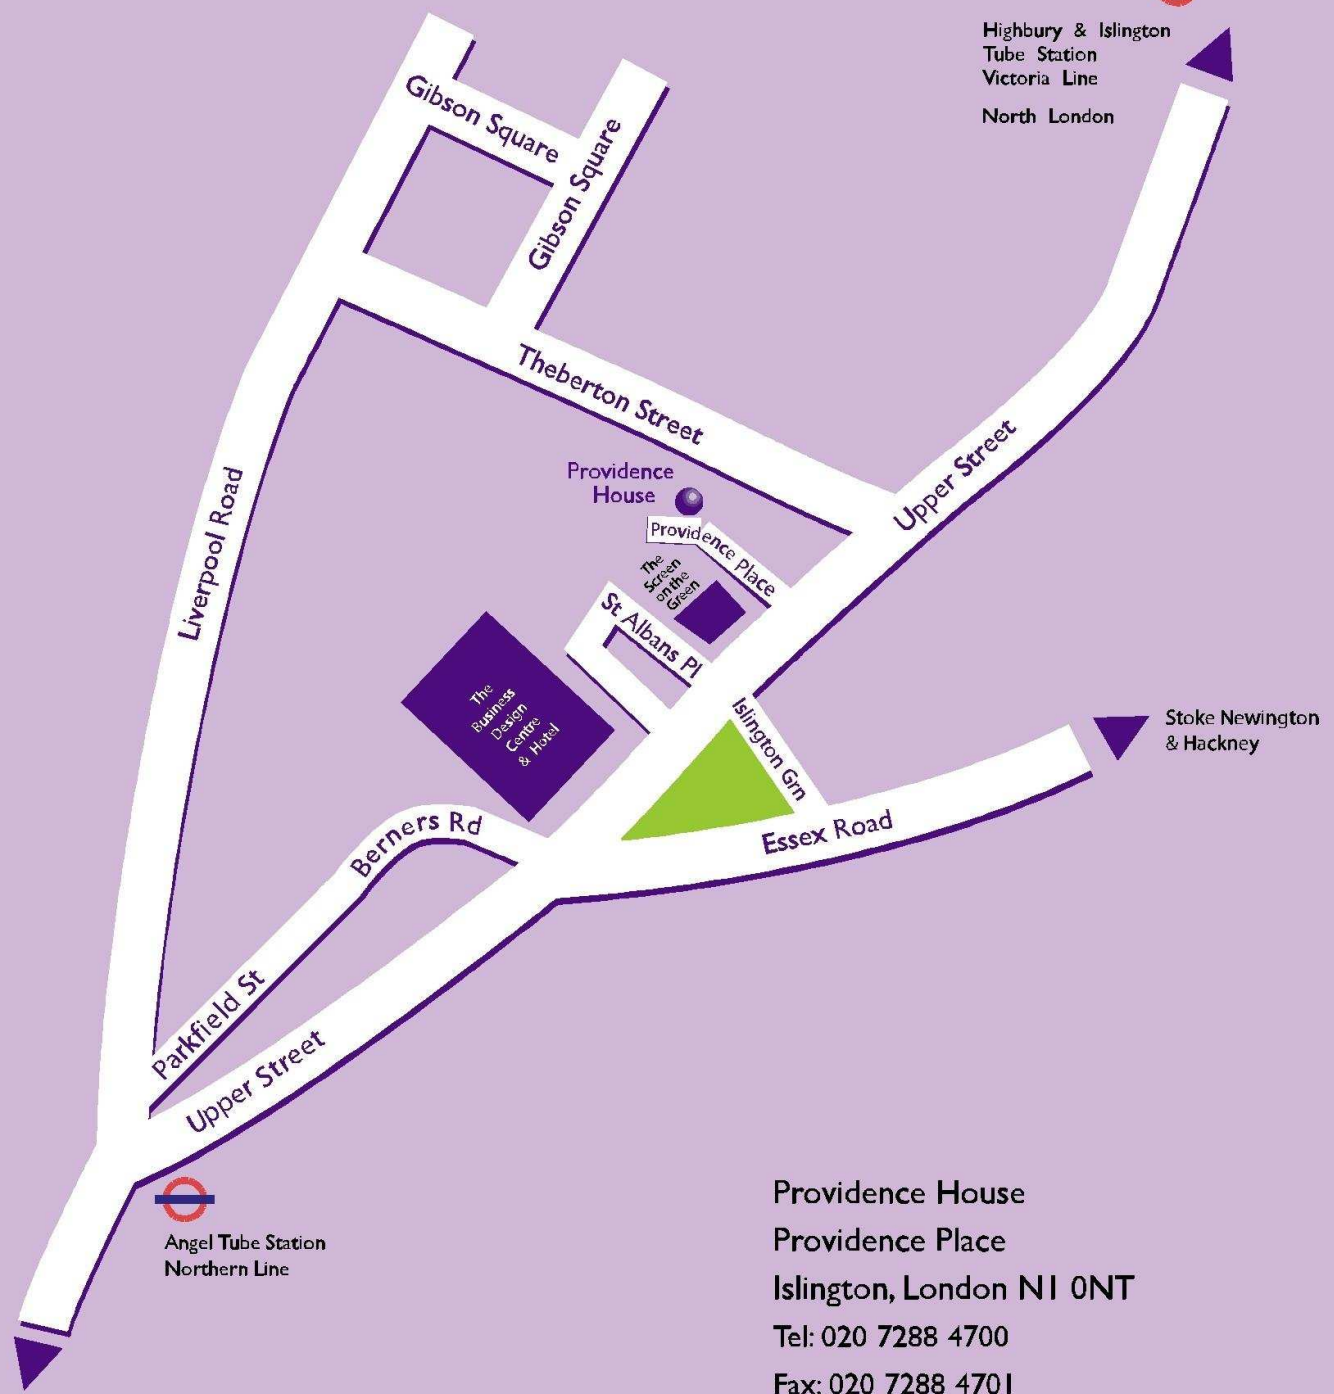 Highbury & Islington
Tube Station
Victoria Line
North London
Gibson Square
Gibson Square
Theberton Street
Upper Street
Liverpool Road
Providence
House
Providence Place
The
Screen
on the
Green
St Albans Pl
The
Business
Design
Centre
& Hotel
Islington Grn
Stoke Newington
& Hackney
Essex Road
Berners Rd
Parkfield St
Upper Street
Angel Tube Station
Northern Line
Providence House
Providence Place
Islington, London N1 0NT
Tel: 020 7288 4700
Fax: 020 7288 4701